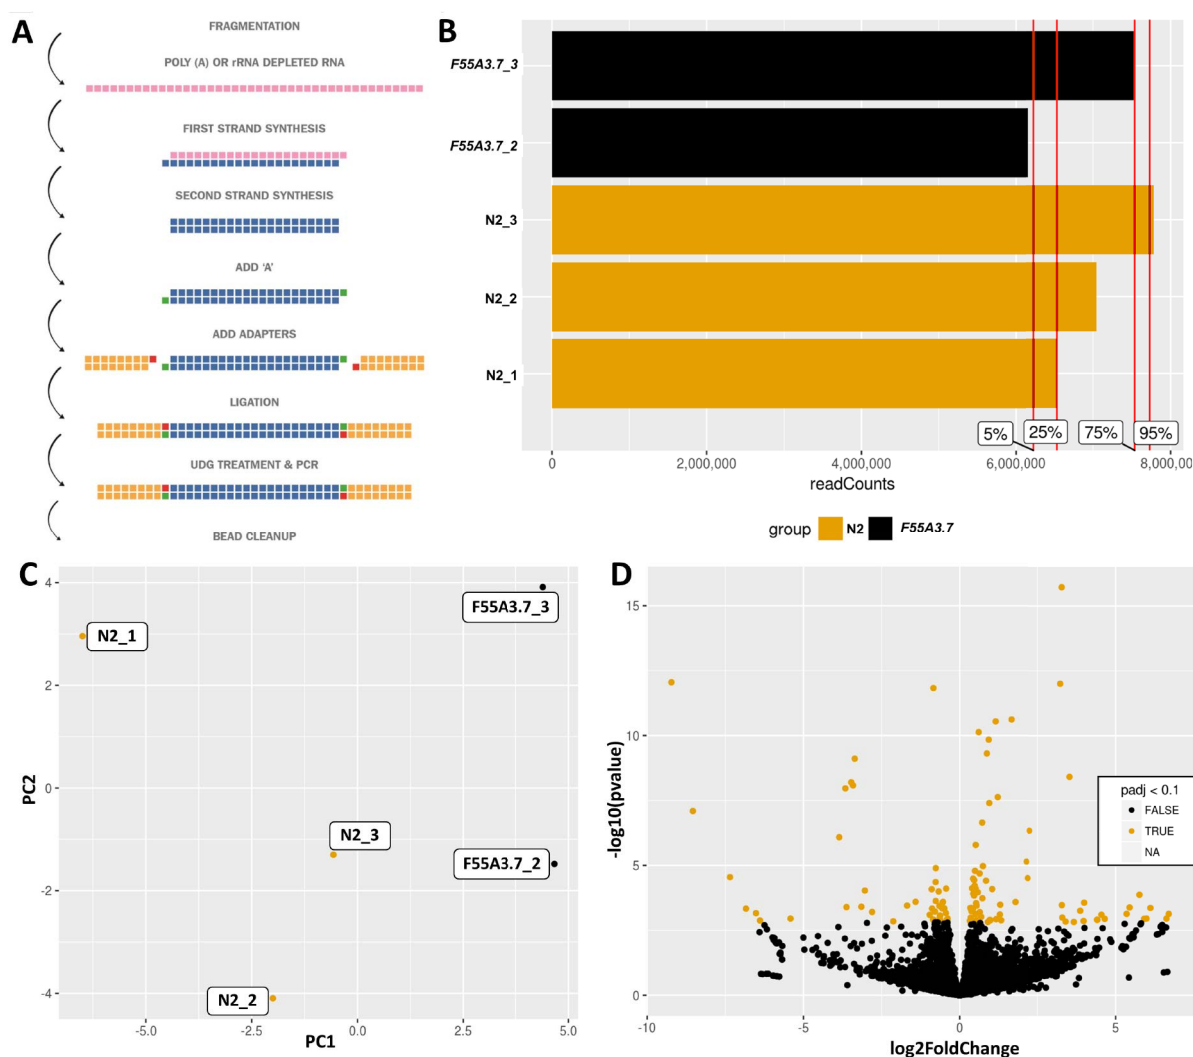 A
FRAGMENTATION
POLY (A) OR rRNA DEPLETED RNA
FIRST STRAND SYNTHESIS
SECOND STRAND SYNTHESIS
ADD ‘A’
ADD ADAPTERS
LIGATION
UDG TREATMENT & PCR
BEAD CLEANUP
B
F55A3.7_3
F55A3.7_2
N2_3
N2_2
N2_1
5% 25% 75% 95%
0 2,000,000 4,000,000 6,000,000 8,000,00
readCounts
group N2 F55A3.7
C
4
2
0
-2
-4
PC2
F55A3.7_3
N2_1
N2_3
F55A3.7_2
N2_2
-5.0 -2.5 0.0 2.5 5.0
PC1
D
15
10
5
0
-log10(pvalue)
padj < 0.1
FALSE
TRUE
NA
-10 -5 0 5
log2FoldChange